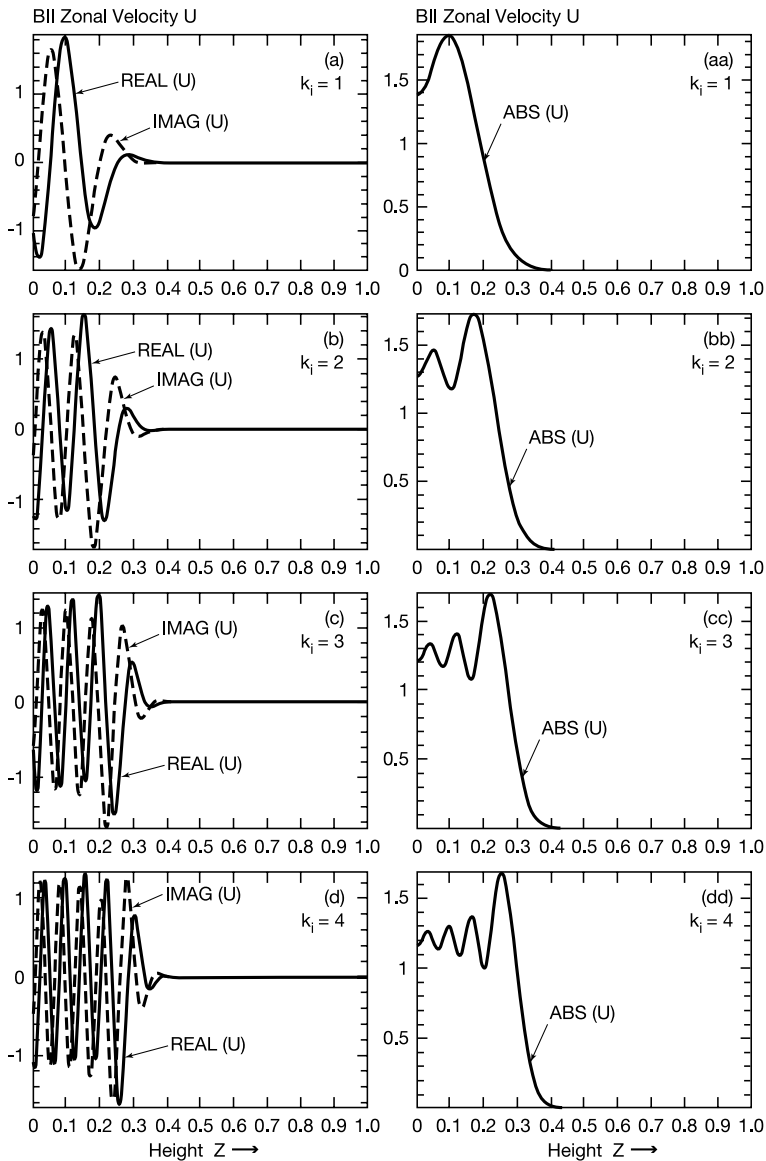 BII Zonal Velocity U
BII Zonal Velocity U
(a)
k_i = 1
REAL (U)
IMAG (U)
1
0
-1
0 0.1 0.2 0.3 0.4 0.5 0.6 0.7 0.8 0.9 1.0
(aa)
k_i = 1
ABS (U)
1.5
1
0.5
0
0 0.1 0.2 0.3 0.4 0.5 0.6 0.7 0.8 0.9 1.0
(b)
k_i = 2
REAL (U)
IMAG (U)
1
0
-1
0 0.1 0.2 0.3 0.4 0.5 0.6 0.7 0.8 0.9 1.0
(bb)
k_i = 2
ABS (U)
1.5
1
0.5
0 0.1 0.2 0.3 0.4 0.5 0.6 0.7 0.8 0.9 1.0
(c)
k_i = 3
IMAG (U)
REAL (U)
1
0
-1
0 0.1 0.2 0.3 0.4 0.5 0.6 0.7 0.8 0.9 1.0
(cc)
k_i = 3
ABS (U)
1.5
1
0.5
0 0.1 0.2 0.3 0.4 0.5 0.6 0.7 0.8 0.9 1.0
(d)
k_i = 4
IMAG (U)
REAL (U)
1
0
-1
0 0.1 0.2 0.3 0.4 0.5 0.6 0.7 0.8 0.9 1.0
Height Z →
(dd)
k_i = 4
ABS (U)
1.5
1
0.5
0 0.1 0.2 0.3 0.4 0.5 0.6 0.7 0.8 0.9 1.0
Height Z →